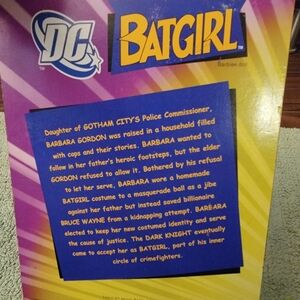 DC
BATGIRL
Daughter of GOTHAM CITY'S Police Commissioner,
BARBARA GORDON was raised in a household filled
with cops and their stories. BARBARA wanted to
follow in her father's heroic footsteps, but the elder
GORDON refused to allow it. Bothered by his refusal
to let her serve, BARBARA wore a homemade
BATGIRL costume to a masquerade ball as a jibe
against her father but instead saved billionaire
BRUCE WAYNE from a kidnapping attempt. BARBARA
elected to keep her new costumed identity and serve
the cause of justice. The DARK KNIGHT eventually
came to accept her as BATGIRL, part of his inner
circle of crimefighters.